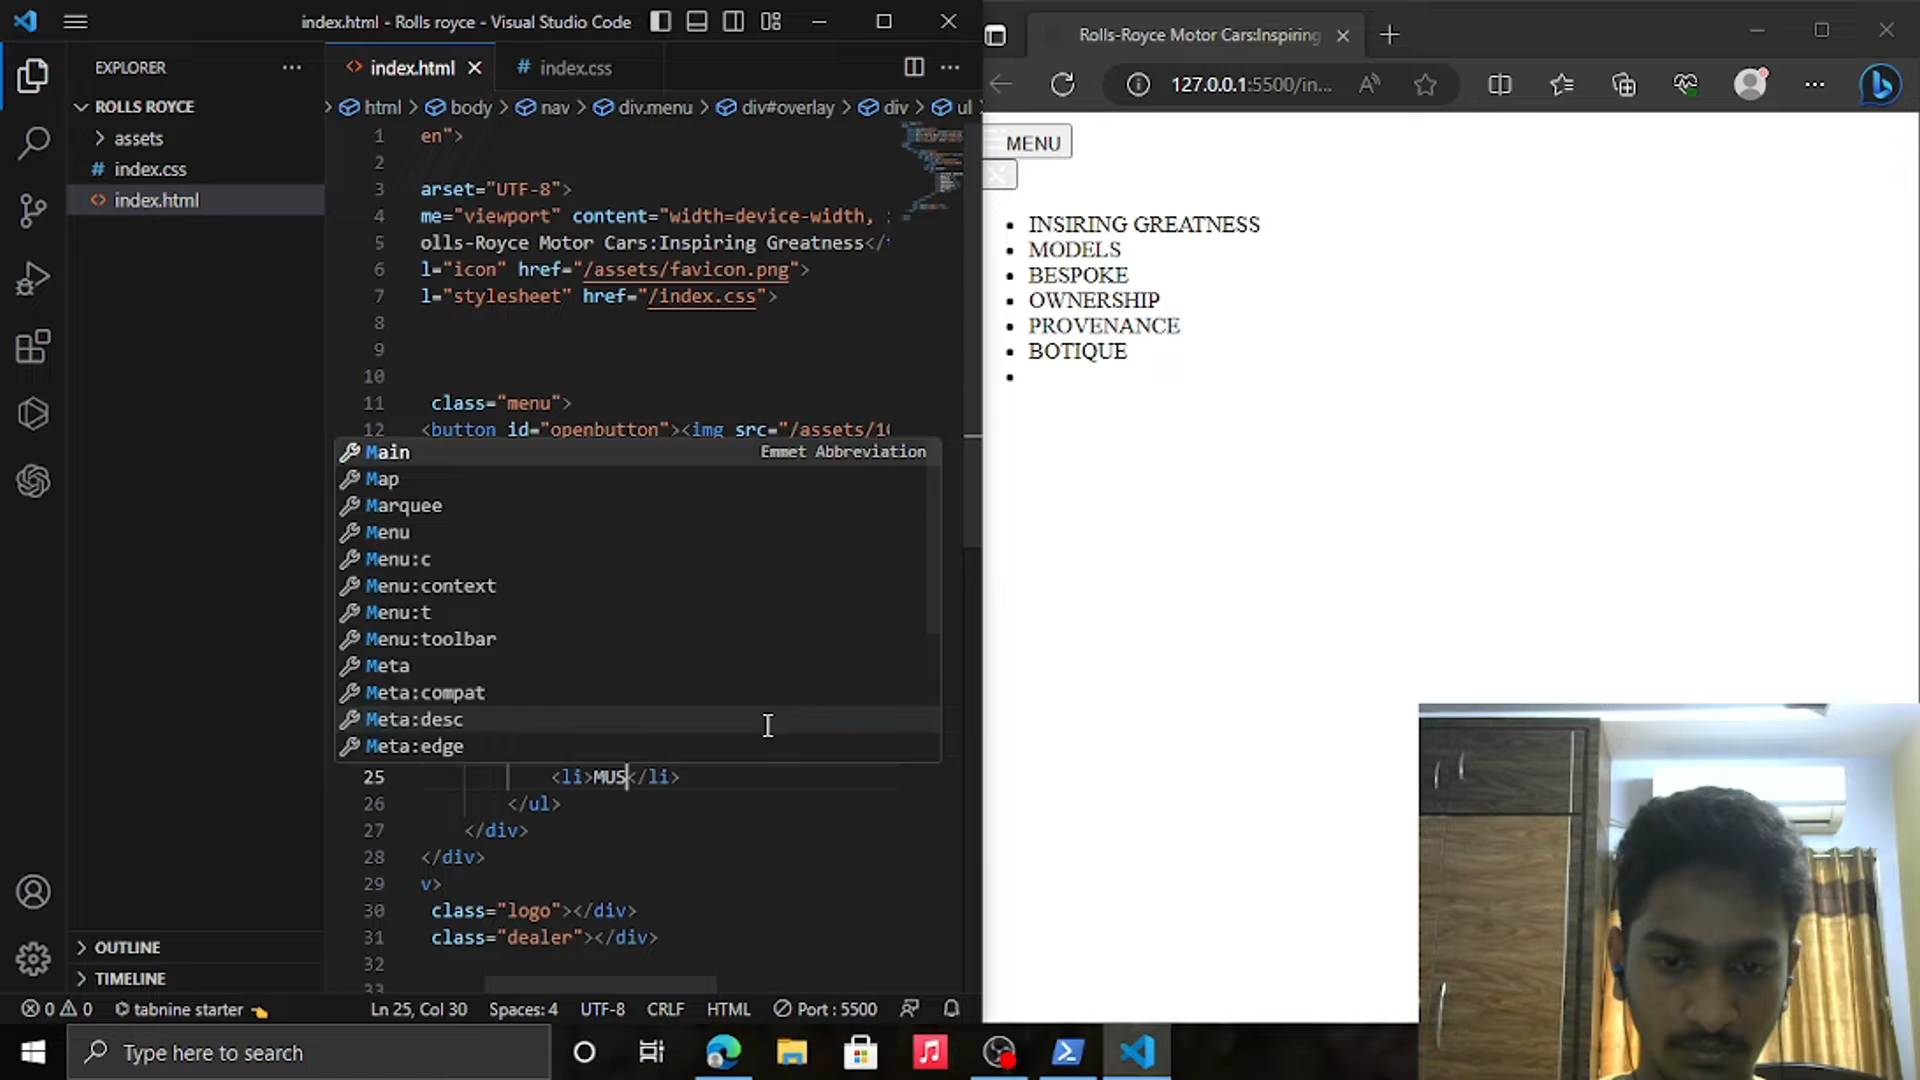 index.html - Rolls royce - Visual Studio Code
EXPLORER
ROLLS ROYCE
assets
# index.css
<> index.html
OUTLINE
TIMELINE
<> index.html
# index.css
html > body > nav > div.menu > div#overlay > div > ul
1 en">
2
3 arset="UTF-8">
4 me="viewport" content="width=device-width,
5 olls-Royce Motor Cars:Inspiring Greatness</
6 l="icon" href="/assets/favicon.png">
7 l="stylesheet" href="/index.css">
8
9
10
11 class="menu">
12 <button id="openbutton"><img src="/assets/1
Main Emmet Abbreviation
Map
Marquee
Menu
Menu:c
Menu:context
Menu:t
Menu:toolbar
Meta
Meta:compat
Meta:desc
Meta:edge
25 <li>MUS</li>
26 </ul>
27 </div>
28 </div>
29 v>
30 class="logo"></div>
31 class="dealer"></div>
32
33
0 0 tabnine starter
Ln 25, Col 30 Spaces: 4 UTF-8 CRLF HTML Port : 5500
Rolls-Royce Motor Cars:Inspiring
127.0.0.1:5500/in...
MENU
X
• INSIRING GREATNESS
• MODELS
• BESPOKE
• OWNERSHIP
• PROVENANCE
• BOTIQUE
•
Type here to search